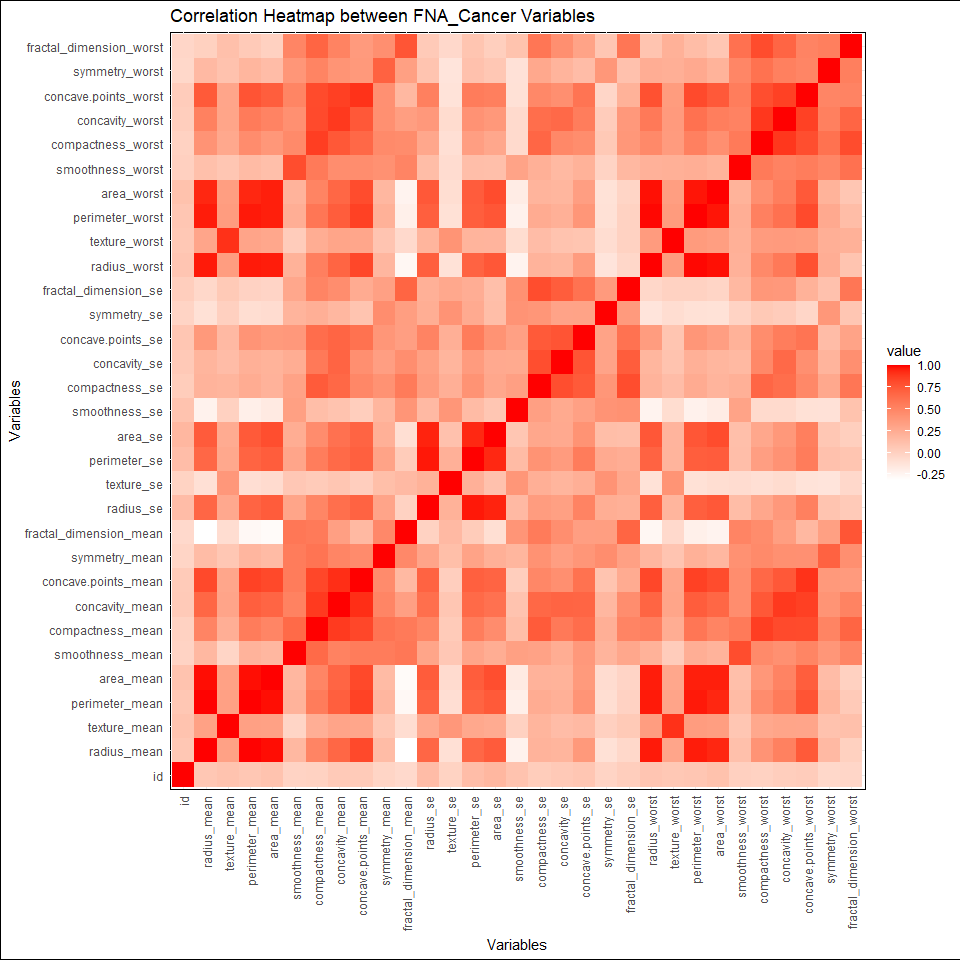 Correlation Heatmap between FNA_Cancer Variables
fractal_dimension_worst
symmetry_worst
concave.points_worst
concavity_worst
compactness_worst
smoothness_worst
area_worst
perimeter_worst
texture_worst
radius_worst
fractal_dimension_se
symmetry_se
concave.points_se
concavity_se
compactness_se
smoothness_se
area_se
perimeter_se
texture_se
radius_se
fractal_dimension_mean
symmetry_mean
concave.points_mean
concavity_mean
compactness_mean
smoothness_mean
area_mean
perimeter_mean
texture_mean
radius_mean
id
Variables
id
radius_mean
texture_mean
perimeter_mean
area_mean
smoothness_mean
compactness_mean
concavity_mean
concave.points_mean
symmetry_mean
fractal_dimension_mean
radius_se
texture_se
perimeter_se
area_se
smoothness_se
compactness_se
concavity_se
concave.points_se
symmetry_se
fractal_dimension_se
radius_worst
texture_worst
perimeter_worst
area_worst
smoothness_worst
compactness_worst
concavity_worst
concave.points_worst
symmetry_worst
fractal_dimension_worst
Variables
value
1.00
0.75
0.50
0.25
0.00
-0.25